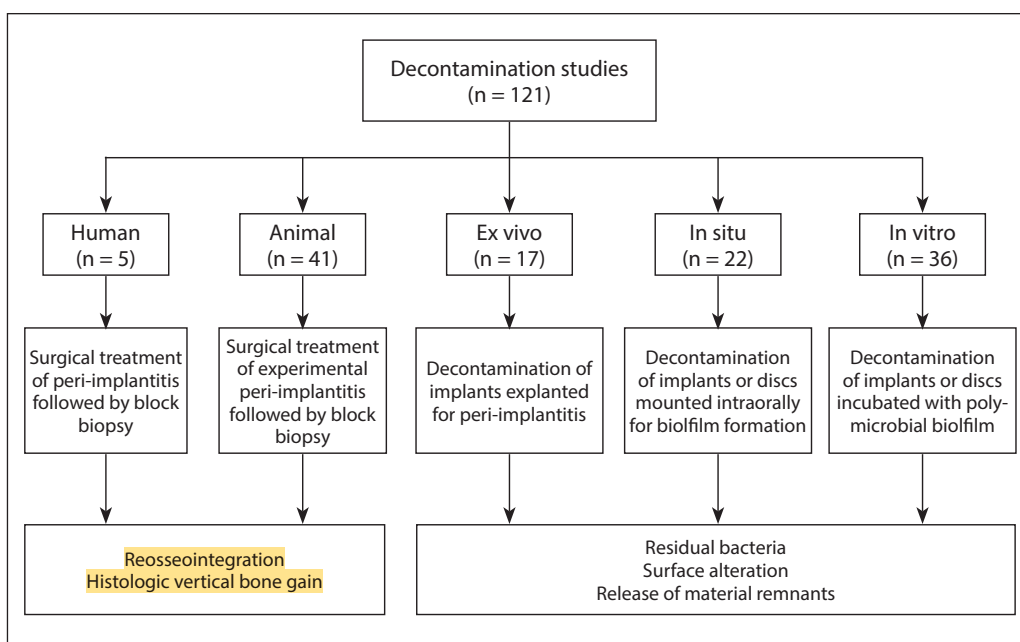 Decontamination studies
(n = 121)
Human
(n = 5)
Animal
(n = 41)
Ex vivo
(n = 17)
In situ
(n = 22)
In vitro
(n = 36)
Surgical treatment
of peri-implantitis
followed by block
biopsy
Surgical treatment
of experimental
peri-implantitis
followed by block
biopsy
Decontamination of
implants explanted
for peri-implantitis
Decontamination
of implants or discs
mounted intraorally
for biolfilm formation
Decontamination
of implants or discs
incubated with poly-
microbial biofilm
Reosseointegration
Histologic vertical bone gain
Residual bacteria
Surface alteration
Release of material remnants